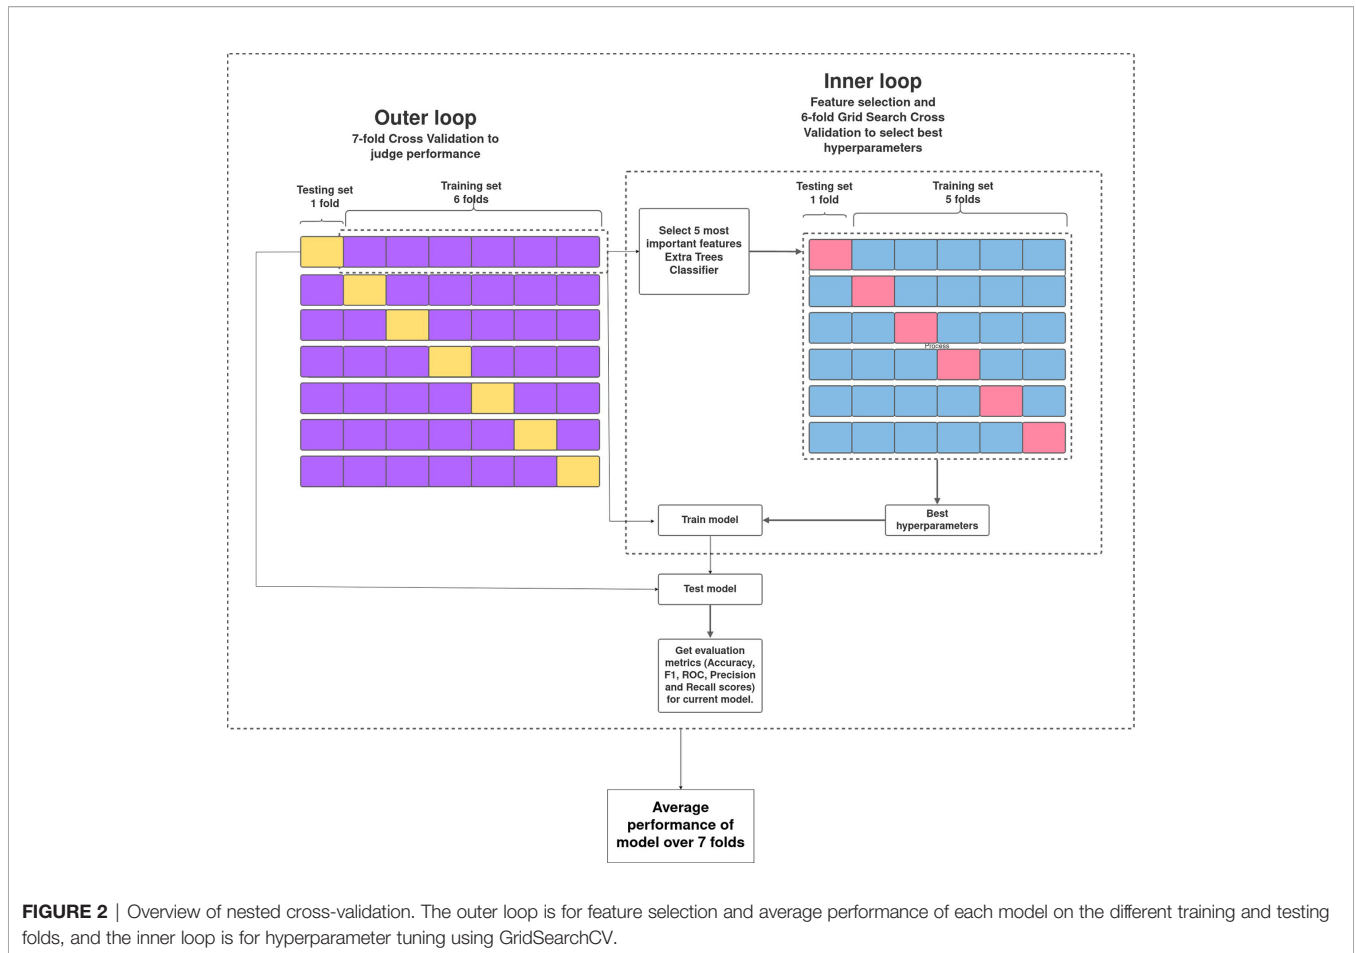 Outer loop
7-fold Cross Validation to
judge performance
Inner loop
Feature selection and
6-fold Grid Search Cross
Validation to select best
hyperparameters
Testing set
1 fold
Training set
6 folds
Select 5 most
important features
Extra Trees
Classifier
Testing set
1 fold
Training set
5 folds
Process
Best
hyperparameters
Train model
Test model
Get evaluation
metrics (Accuracy,
F1, ROC, Precision
and Recall scores)
for current model.
Average
performance of
model over 7 folds
FIGURE 2 | Overview of nested cross-validation. The outer loop is for feature selection and average performance of each model on the different training and testing
folds, and the inner loop is for hyperparameter tuning using GridSearchCV.